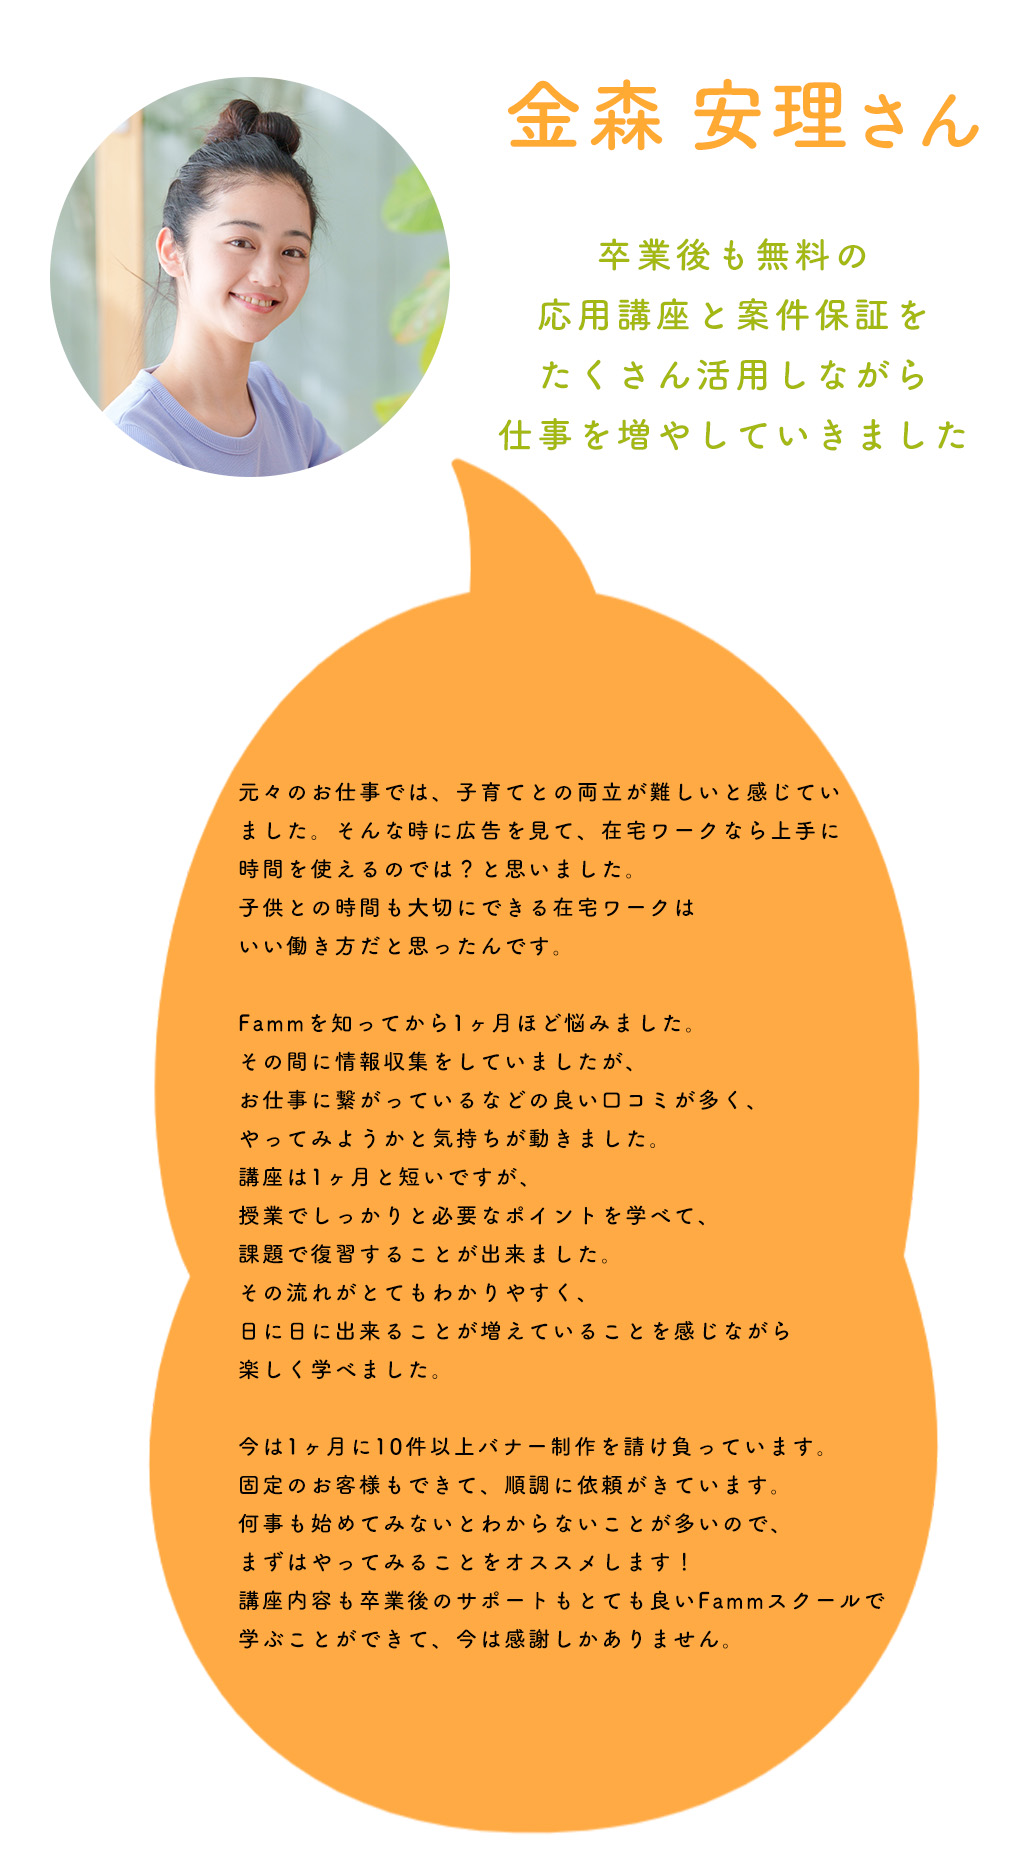 金森 安理さん
卒業後も無料の
応用講座と案件保証を
たくさん活用しながら
仕事を増やしていきました
元々のお仕事では、子育てとの両立が難しいと感じてい
ました。そんな時に広告を見て、在宅ワークなら上手に
時間を使えるのでは？と思いました。
子供との時間も大切にできる在宅ワークは
いい働き方だと思ったんです。
Fammを知ってから1ヶ月ほど悩みました。
その間に情報収集をしていましたが、
お仕事に繋がっているなどの良い口コミが多く、
やってみようかと気持ちが動きました。
講座は1ヶ月と短いですが、
授業でしっかりと必要なポイントを学べて、
課題で復習することが出来ました。
その流れがとてもわかりやすく、
日に日に出来ることが増えていることを感じながら
楽しく学べました。
今は1ヶ月に10件以上バナー制作を請け負っています。
固定のお客様もできて、順調に依頼がきています。
何事も始めてみないとわからないことが多いので、
まずはやってみることをオススメします！
講座内容も卒業後のサポートもとても良いFammスクールで
学ぶことができて、今は感謝しかありません。